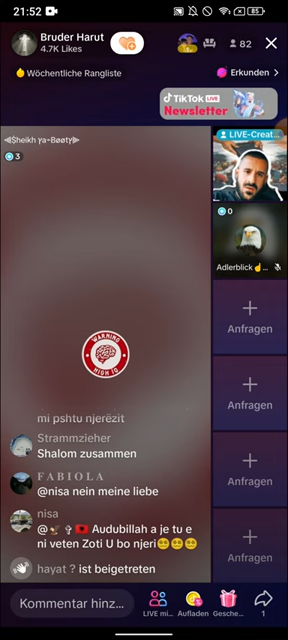 21:52
85
Bruder Harut
4.7K Likes
82
Wöchentliche Rangliste
Erkunden
TikTok LIVE
Newsletter
Sheikh ya-Bøøty
3
LIVE-Creat...
0
Adlerblick☝...
WARNING
HIGH IQ
Anfragen
Anfragen
Anfragen
Anfragen
mi pshtu njerëzit
Strammzieher
Shalom zusammen
FABIOLA
@nisa nein meine liebe
nisa
@🦅 ✞ 🇦🇱 Audubillah a je tu e
ni veten Zoti U bo njeri🥹🥹🥹
hayat ? ist beigetreten
Kommentar hinz...
LIVE mi...
Aufladen
Gesche...
1